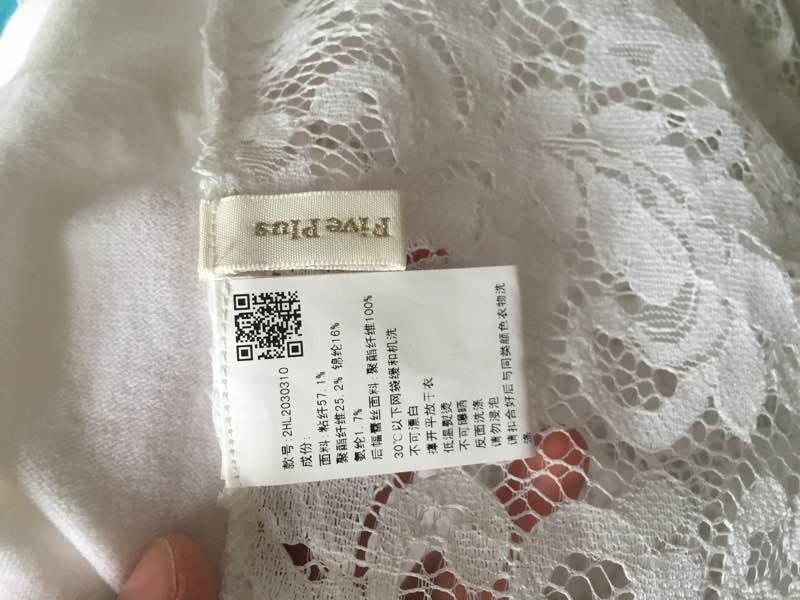 Five Plus
款号:2HL2030310
成份:
面料:粘纤57.1%
聚酯纤维25.2% 锦纶16%
氨纶1.7%
后幅蕾丝面料 聚酯纤维100%
30℃以下网袋缓和机洗
不可漂白
摊开平放干衣
低温熨烫
不可曝晒
反面洗涤
请勿浸泡
请扣合好后与同类颜色衣物洗
涤